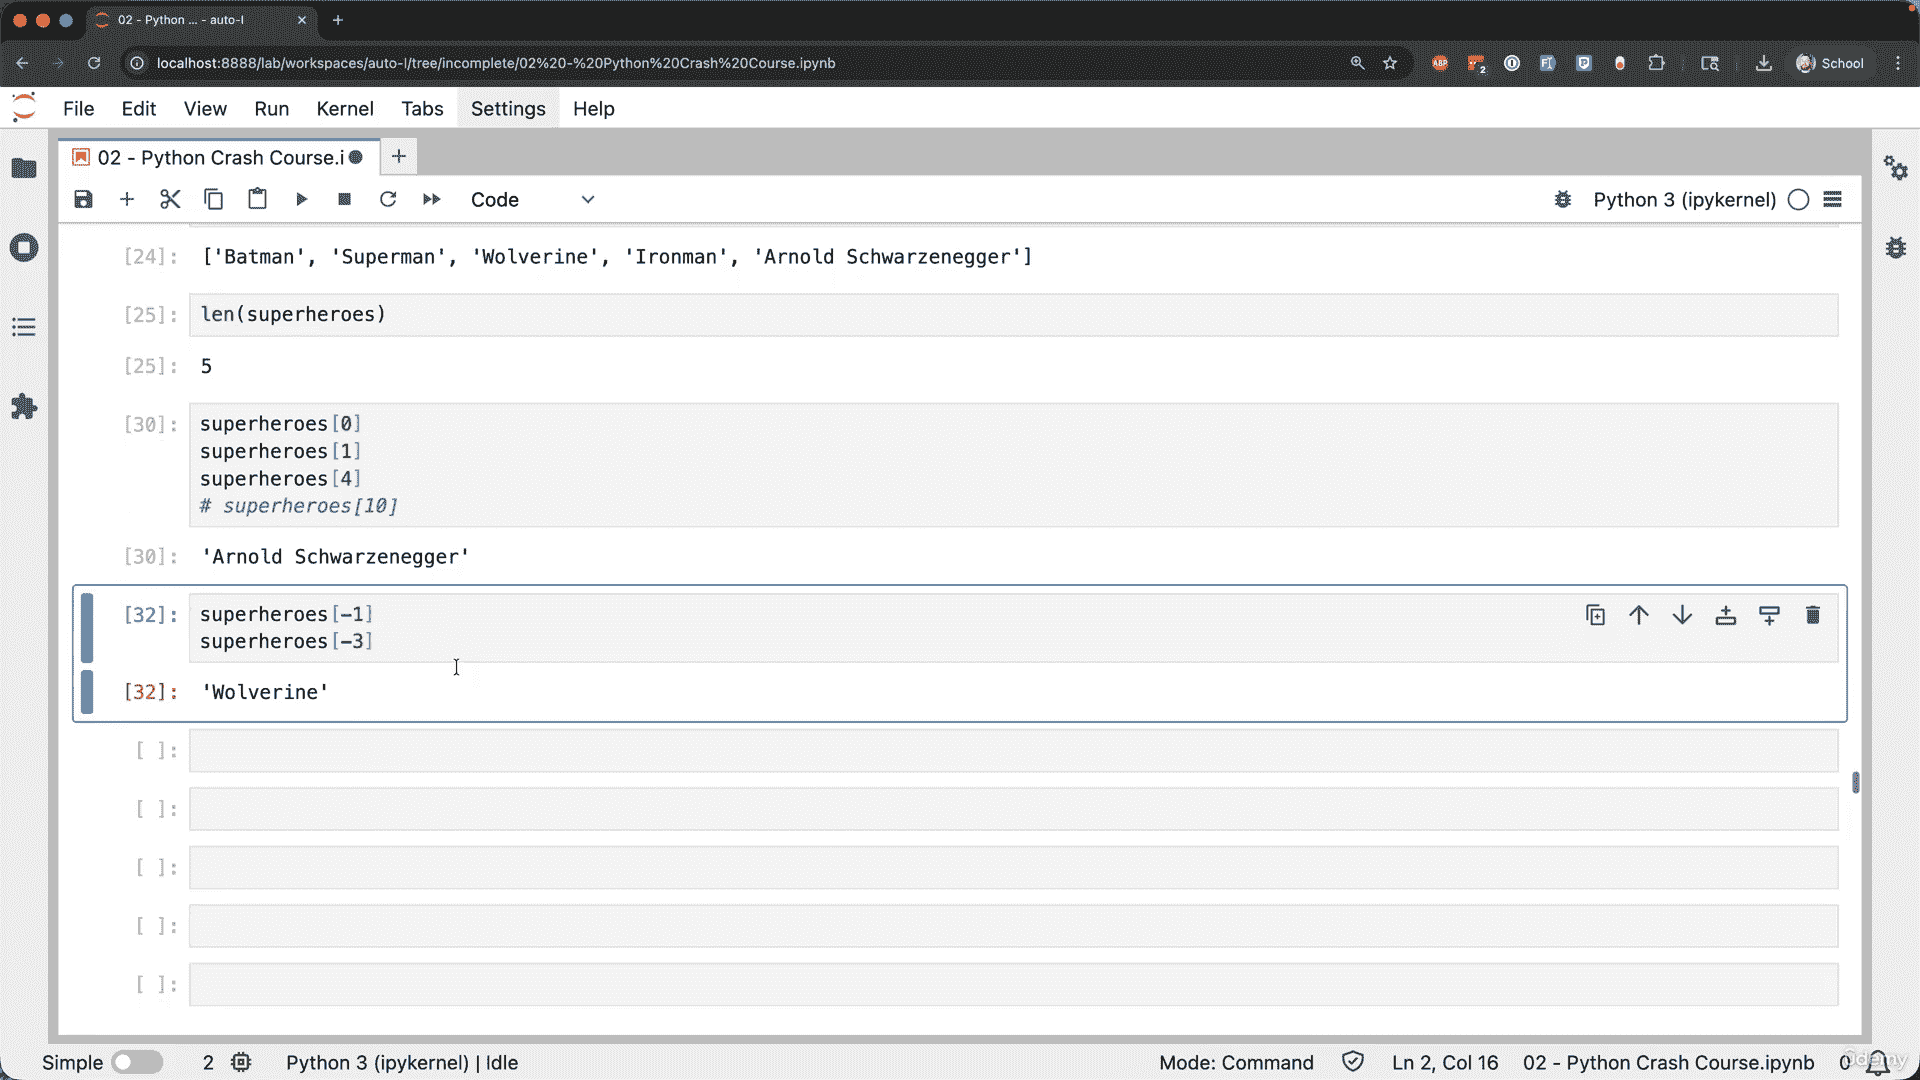 02 - Python ... - auto-l
localhost:8888/lab/workspaces/auto-l/tree/incomplete/02%20-%20Python%20Crash%20Course.ipynb
ABP
2
School
File Edit View Run Kernel Tabs Settings Help
02 - Python Crash Course.i
Code
Python 3 (ipykernel)
[24]: ['Batman', 'Superman', 'Wolverine', 'Ironman', 'Arnold Schwarzenegger']
[25]: len(superheroes)
[25]: 5
[30]: superheroes[0]
superheroes[1]
superheroes[4]
# superheroes[10]
[30]: 'Arnold Schwarzenegger'
[32]: superheroes[-1]
superheroes[-3]
[32]: 'Wolverine'
[ ]:
[ ]:
[ ]:
[ ]:
[ ]:
Simple 2 Python 3 (ipykernel) | Idle Mode: Command Ln 2, Col 16 02 - Python Crash Course.ipynb 0
Udemy